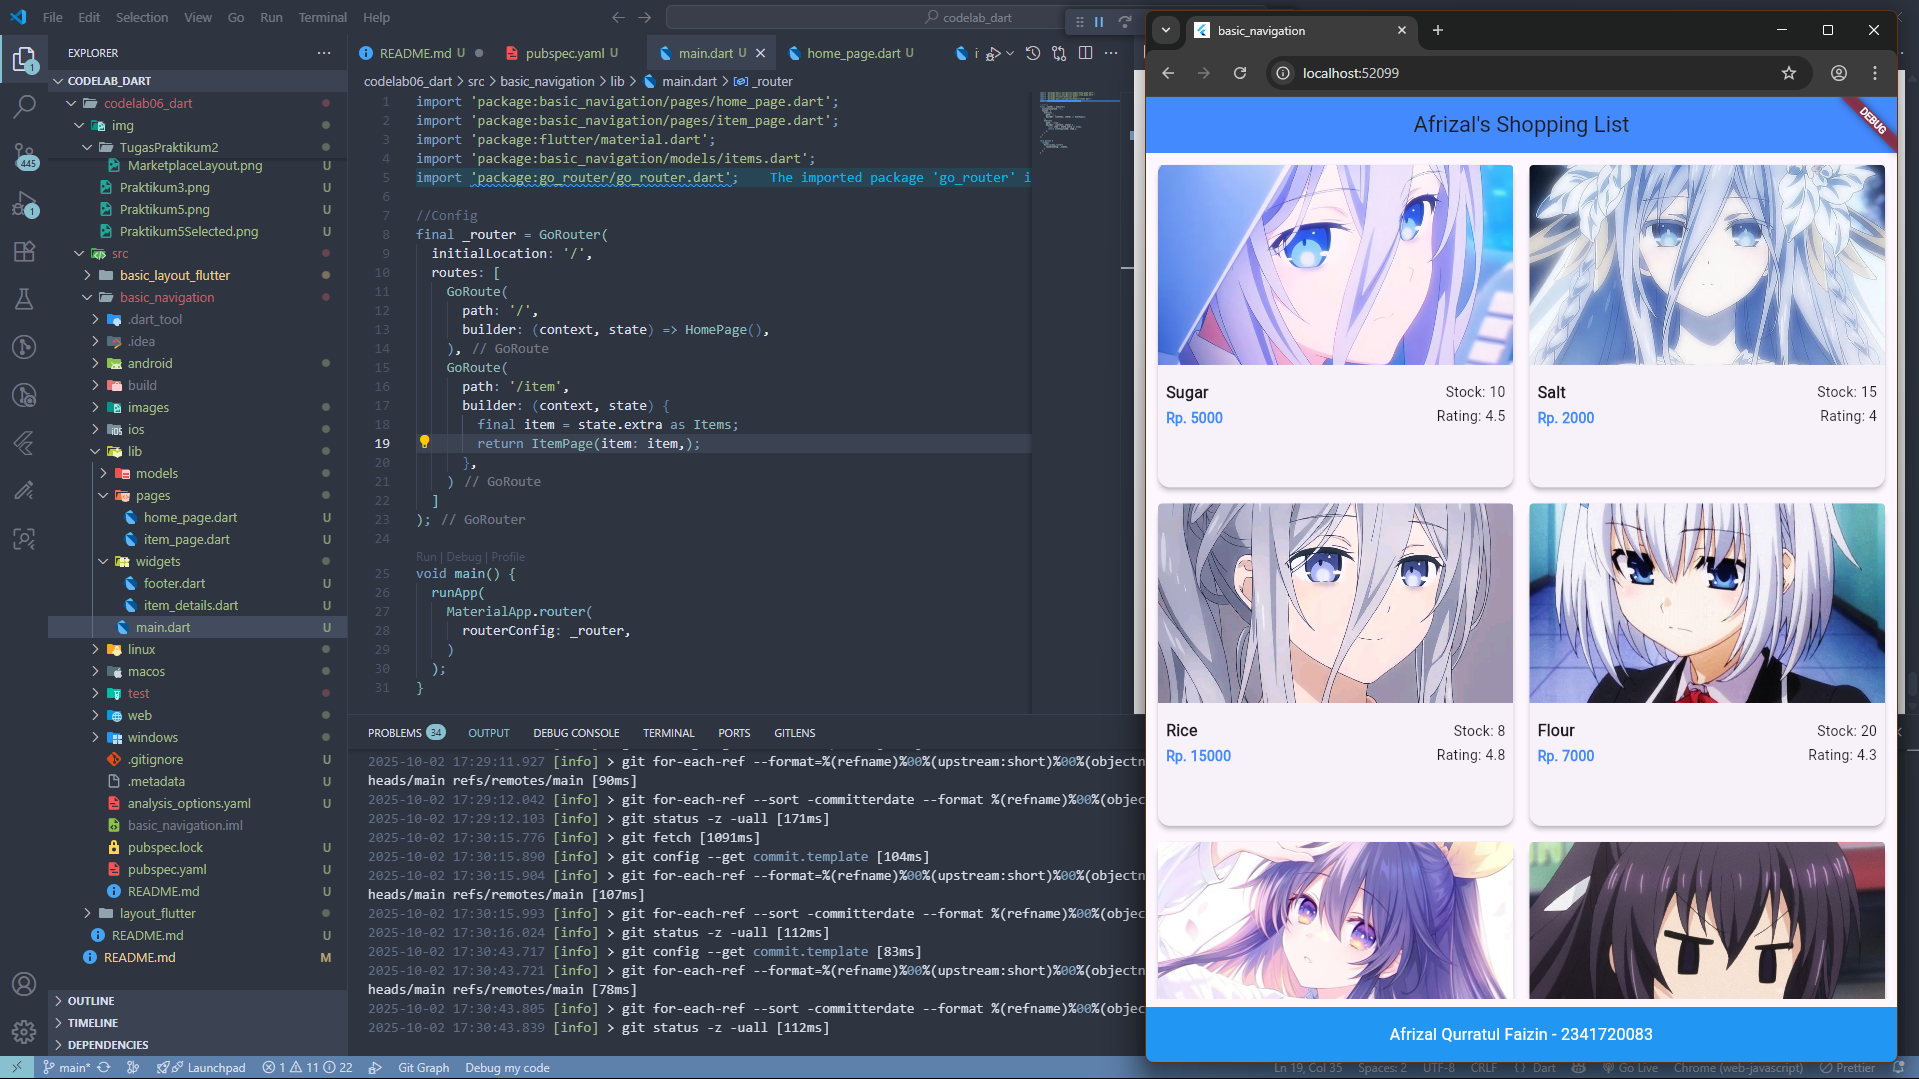 File Edit Selection View Go Run Terminal Help
codelab_dart
EXPLORER
CODELAB_DART
codelab06_dart
img
TugasPraktikum2
MarketplaceLayout.png U
Praktikum3.png U
Praktikum5.png U
Praktikum5Selected.png U
src
basic_layout_flutter
basic_navigation
.dart_tool
.idea
android
build
images
ios
lib
models
pages
home_page.dart U
item_page.dart U
widgets
footer.dart U
item_details.dart U
main.dart U
linux
macos
test
web
windows
.gitignore U
.metadata U
analysis_options.yaml U
basic_navigation.iml
pubspec.lock U
pubspec.yaml U
README.md U
layout_flutter
README.md U
README.md M
OUTLINE
TIMELINE
DEPENDENCIES
1
445
1
README.md U
pubspec.yaml U
main.dart U
home_page.dart U
codelab06_dart > src > basic_navigation > lib > main.dart > _router
1 import 'package:basic_navigation/pages/home_page.dart';
2 import 'package:basic_navigation/pages/item_page.dart';
3 import 'package:flutter/material.dart';
4 import 'package:basic_navigation/models/items.dart';
5 import 'package:go_router/go_router.dart'; The imported package 'go_router' i
6
7 //Config
8 final _router = GoRouter(
9 initialLocation: '/',
10 routes: [
11 GoRoute(
12 path: '/',
13 builder: (context, state) => HomePage(),
14 ), // GoRoute
15 GoRoute(
16 path: '/item',
17 builder: (context, state) {
18 final item = state.extra as Items;
19 return ItemPage(item: item,);
20 },
21 ) // GoRoute
22 ]
23 ); // GoRouter
24
Run | Debug | Profile
25 void main() {
26 runApp(
27 MaterialApp.router(
28 routerConfig: _router,
29 )
30 );
31 }
PROBLEMS 34 OUTPUT DEBUG CONSOLE TERMINAL PORTS GITLENS
2025-10-02 17:29:11.927 [info] > git for-each-ref --format=%(refname)%00%(upstream:short)%00%(objectn
heads/main refs/remotes/main [90ms]
2025-10-02 17:29:12.042 [info] > git for-each-ref --sort -committerdate --format %(refname)%00%(objec
2025-10-02 17:29:12.103 [info] > git status -z -uall [171ms]
2025-10-02 17:30:15.776 [info] > git fetch [1091ms]
2025-10-02 17:30:15.890 [info] > git config --get commit.template [104ms]
2025-10-02 17:30:15.904 [info] > git for-each-ref --format=%(refname)%00%(upstream:short)%00%(objectn
heads/main refs/remotes/main [107ms]
2025-10-02 17:30:15.993 [info] > git for-each-ref --sort -committerdate --format %(refname)%00%(objec
2025-10-02 17:30:16.024 [info] > git status -z -uall [112ms]
2025-10-02 17:30:43.717 [info] > git config --get commit.template [83ms]
2025-10-02 17:30:43.721 [info] > git for-each-ref --format=%(refname)%00%(upstream:short)%00%(objectn
heads/main refs/remotes/main [78ms]
2025-10-02 17:30:43.805 [info] > git for-each-ref --sort -committerdate --format %(refname)%00%(objec
2025-10-02 17:30:43.839 [info] > git status -z -uall [112ms]
main* Launchpad 1 11 22 Git Graph Debug my code
Ln 19, Col 35 Spaces: 2 UTF-8 CRLF { } Dart Go Live Chrome (web-javascript) Prettier
basic_navigation
localhost:52099
Afrizal's Shopping List
DEBUG
Sugar Stock: 10
Rp. 5000 Rating: 4.5
Salt Stock: 15
Rp. 2000 Rating: 4
Rice Stock: 8
Rp. 15000 Rating: 4.8
Flour Stock: 20
Rp. 7000 Rating: 4.3
Afrizal Qurratul Faizin - 2341720083